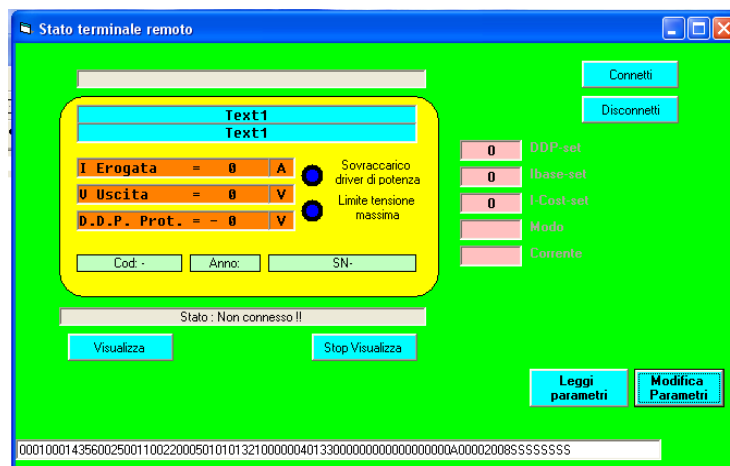 Stato terminale remoto
Connetti
Disconnetti
Text1
Text1
I Erogata = 0 A
V Uscita = 0 V
D.D.P. Prot. = - 0 V
Sovraccarico
driver di potenza
Limite tensione
massima
Cod: - Anno: SN-
0 DDP-set
0 Ibase-set
0 I-Cost-set
Modo
Corrente
Stato : Non connesso !!
Visualizza Stop Visualizza
Leggi
parametri
Modifica
Parametri